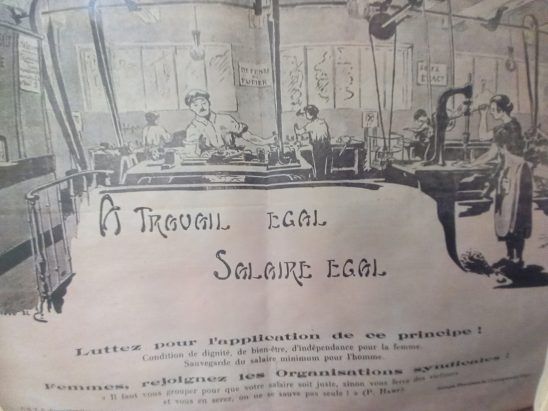 DEFENSE
DE
FUMER
A TRAVAIL EGAL
SALAIRE EGAL
Luttez pour l'application de ce principe !
Condition de dignité, de bien-être, d'indépendance pour la femme.
Sauvegarde du salaire minimum pour l'homme.
Femmes, rejoignez les Organisations syndicales !
« Il faut vous grouper pour que votre salaire soit juste, sinon vous ferez des victimes
et vous en serez, on ne se sauve pas seule ! »